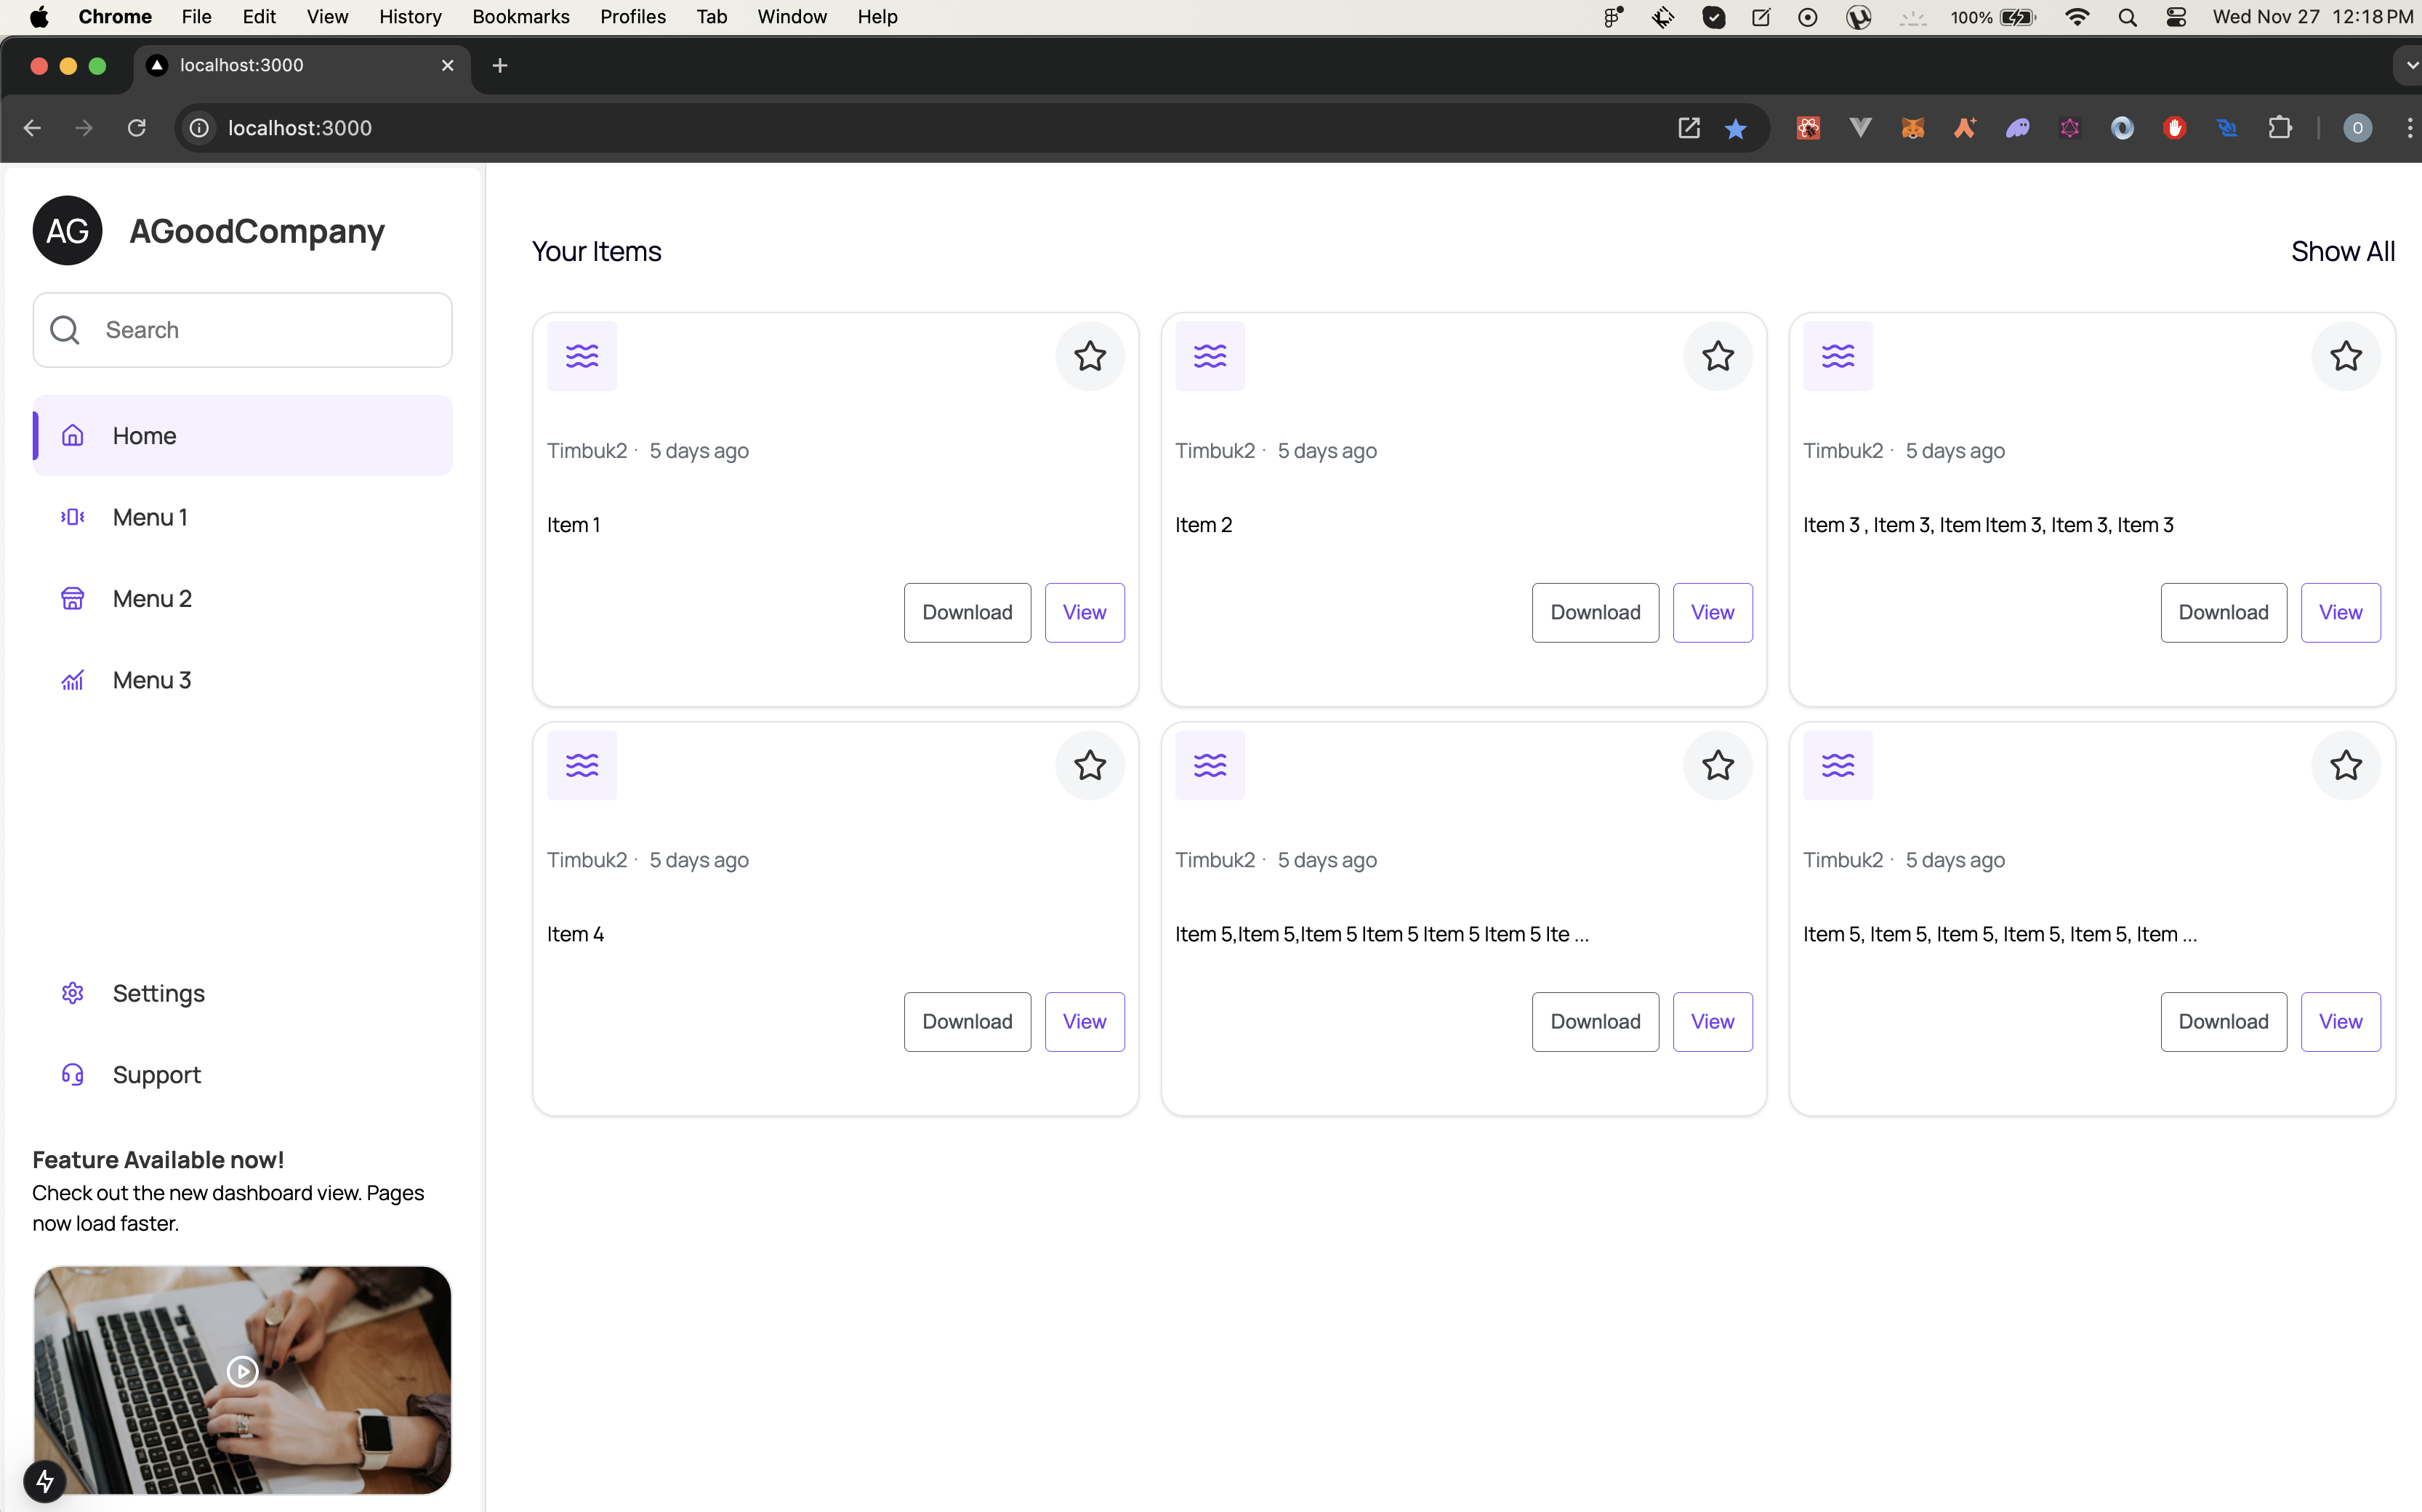 Chrome File Edit View History Bookmarks Profiles Tab Window Help 100% Wed Nov 27 12:18 PM
localhost:3000
localhost:3000 O
AG AGoodCompany
Search
Home
Menu 1
Menu 2
Menu 3
Settings
Support
Feature Available now!
Check out the new dashboard view. Pages
now load faster.
Your Items Show All
Timbuk2 · 5 days ago
Item 1
Download View
Timbuk2 · 5 days ago
Item 2
Download View
Timbuk2 · 5 days ago
Item 3 , Item 3, Item Item 3, Item 3, Item 3
Download View
Timbuk2 · 5 days ago
Item 4
Download View
Timbuk2 · 5 days ago
Item 5,Item 5,Item 5 Item 5 Item 5 Item 5 Ite ...
Download View
Timbuk2 · 5 days ago
Item 5, Item 5, Item 5, Item 5, Item 5, Item ...
Download View